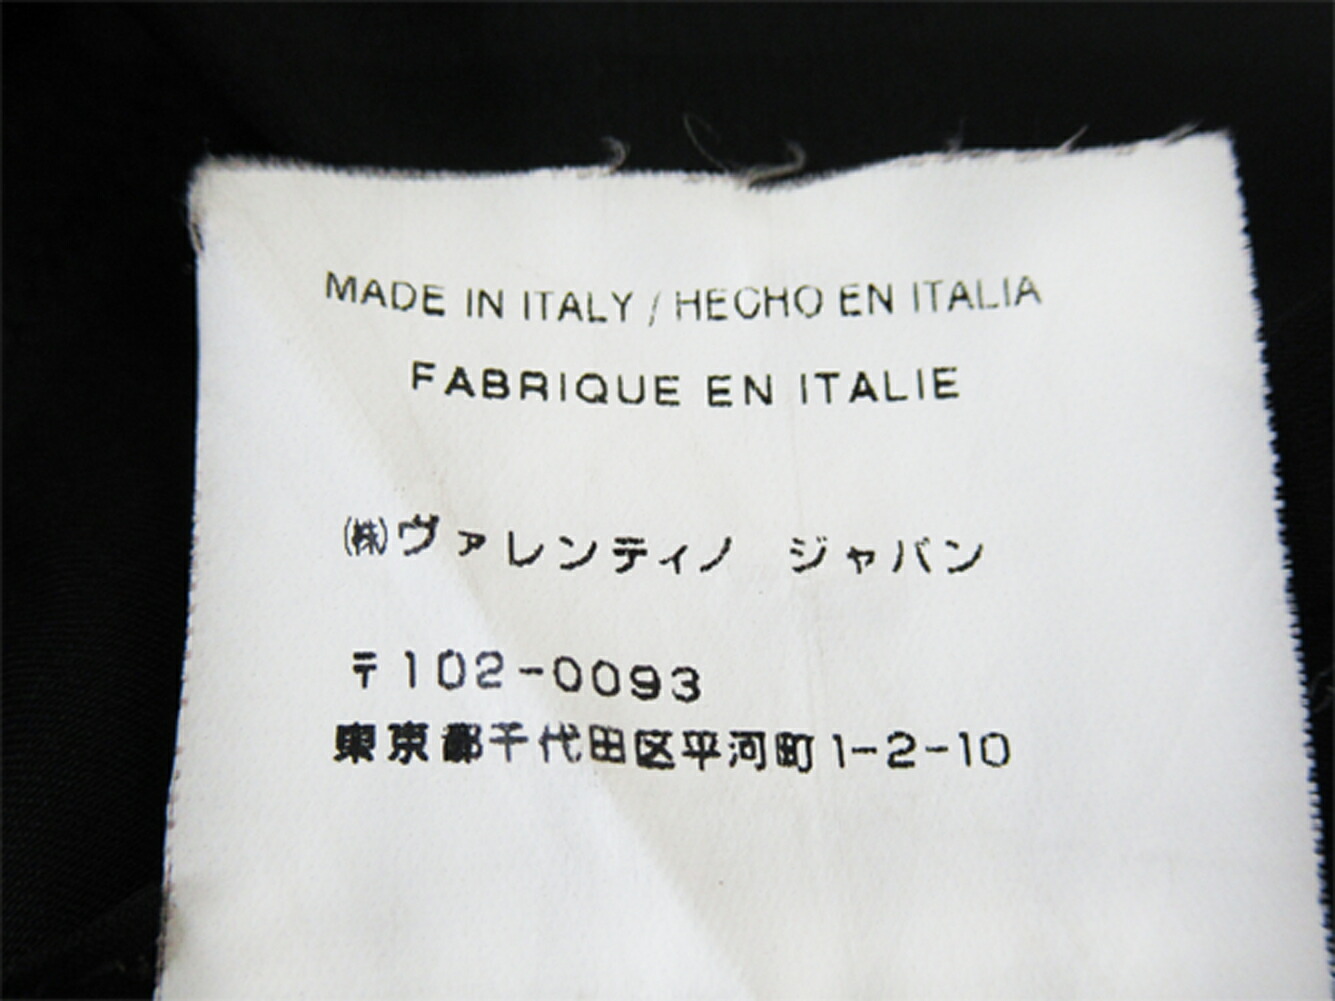 MADE IN ITALY / HECHO EN ITALIA
FABRIQUE EN ITALIE
㈱ヴァレンティノ ジャパン
〒102-0093
東京都千代田区平河町1-2-10